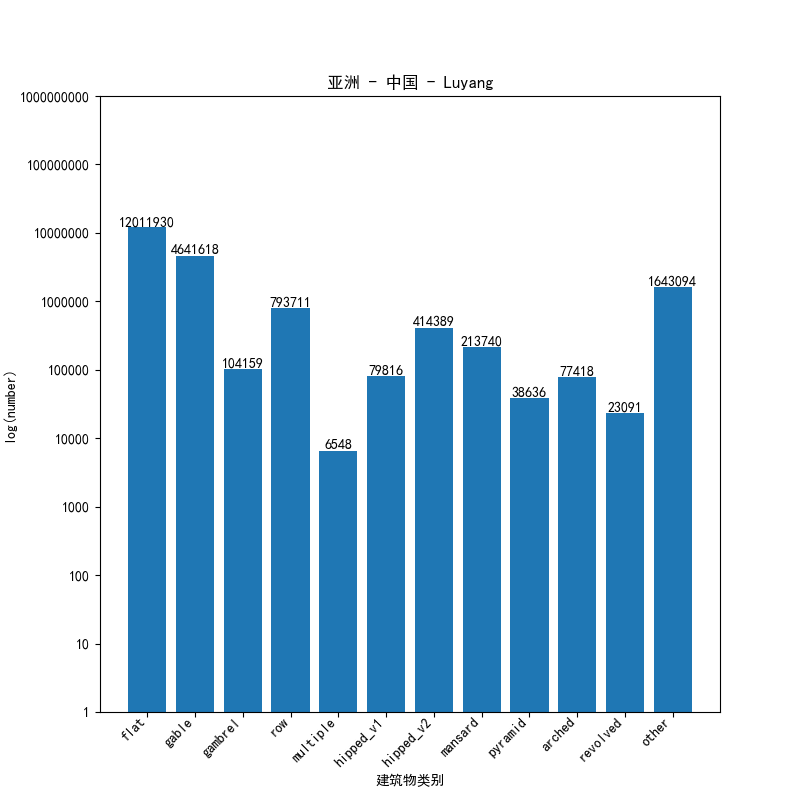 亚洲 - 中国 - Luyang
1000000000
100000000
10000000
1000000
100000
10000
1000
100
10
1
log(number)
12011930
4641618
104159
793711
6548
79816
414389
213740
38636
77418
23091
1643094
flat
gable
gambrel
row
multiple
hipped_v1
hipped_v2
mansard
pyramid
arched
revolved
other
建筑物类别